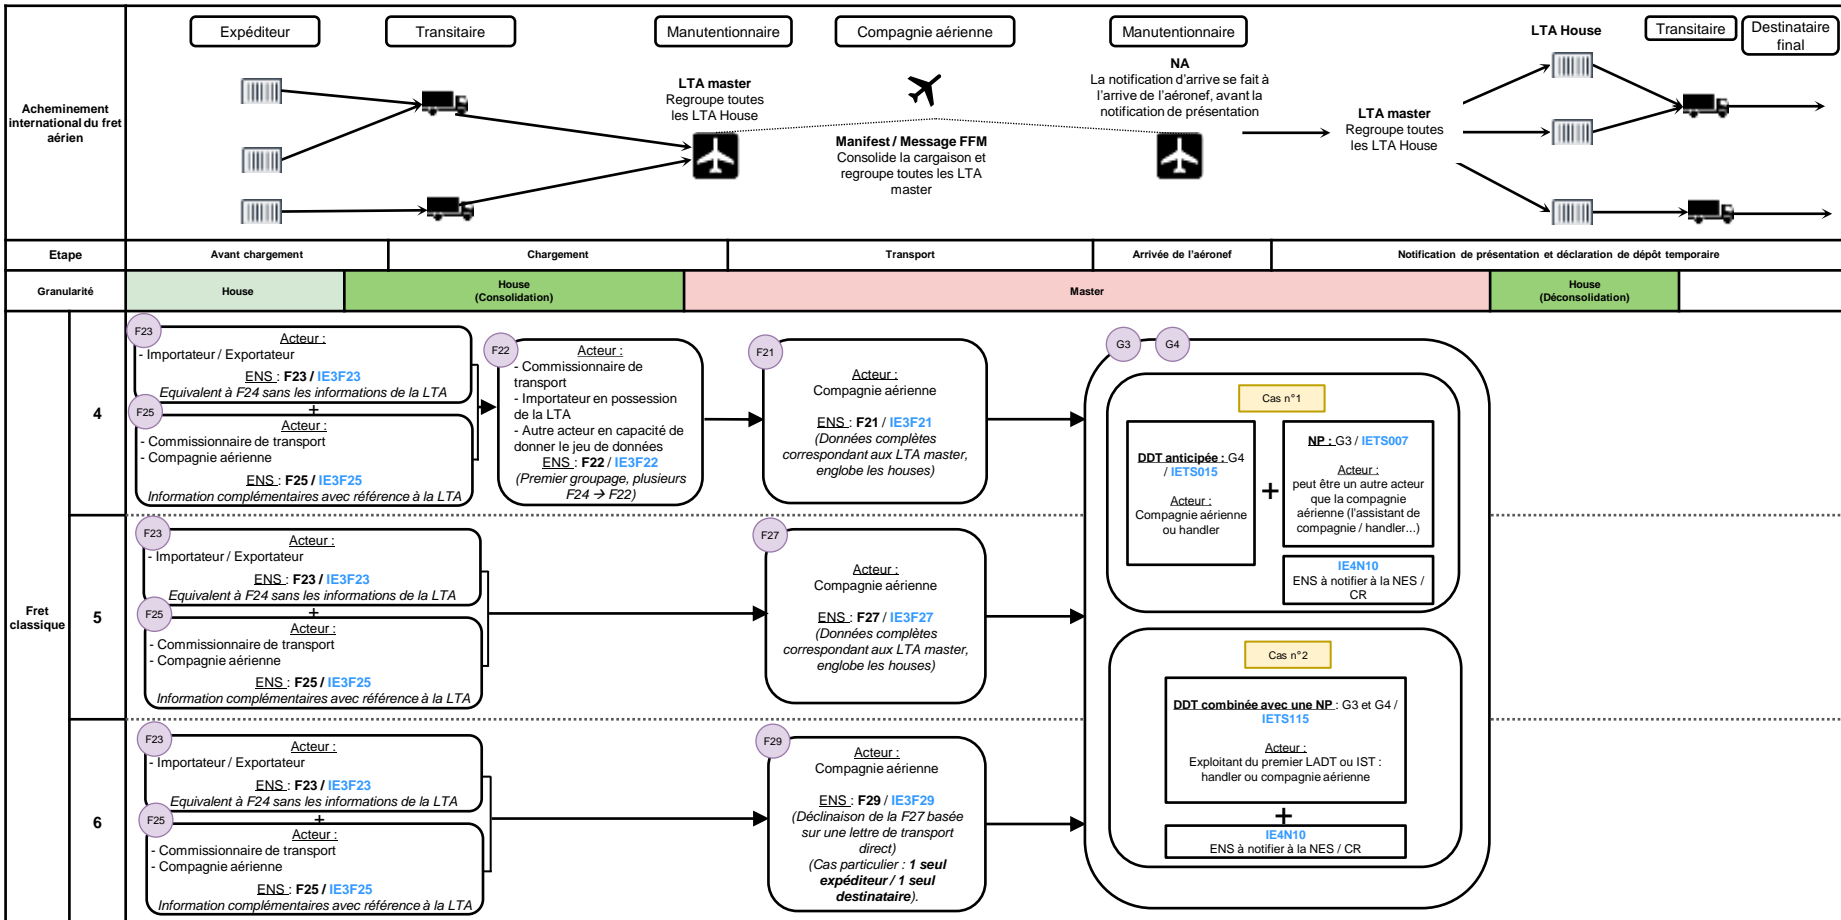 Expéditeur
Transitaire
Manutentionnaire
Compagnie aérienne
Manutentionnaire
LTA House
Transitaire
Destinataire
final
Acheminement
international du fret
aérien
LTA master
Regroupe toutes
les LTA House
Manifest / Message FFM
Consolide la cargaison et
regroupe toutes les LTA
master
NA
La notification d'arrive se fait à
l'arrive de l'aéronef, avant la
notification de présentation
LTA master
Regroupe toutes
les LTA House
Etape
Avant chargement
Chargement
Transport
Arrivée de l'aéronef
Notification de présentation et déclaration de dépôt temporaire
Granularité
House
House
(Consolidation)
Master
House
(Déconsolidation)
Fret
classique
4
F23
Acteur :
- Importateur / Exportateur
ENS : F23 / IE3F23
Equivalent à F24 sans les informations de la LTA
+
F25
Acteur :
- Commissionnaire de transport
- Compagnie aérienne
ENS : F25 / IE3F25
Information complémentaires avec référence à la LTA
F22
Acteur :
- Commissionnaire de
transport
- Importateur en possession
de la LTA
- Autre acteur en capacité de
donner le jeu de données
ENS : F22 / IE3F22
(Premier groupage, plusieurs
F24 → F22)
F21
Acteur :
Compagnie aérienne
ENS : F21 / IE3F21
(Données complètes
correspondant aux LTA master,
englobe les houses)
5
F23
Acteur :
- Importateur / Exportateur
ENS : F23 / IE3F23
Equivalent à F24 sans les informations de la LTA
+
F25
Acteur :
- Commissionnaire de transport
- Compagnie aérienne
ENS : F25 / IE3F25
Information complémentaires avec référence à la LTA
F27
Acteur :
Compagnie aérienne
ENS : F27 / IE3F27
(Données complètes
correspondant aux LTA master,
englobe les houses)
6
F23
Acteur :
- Importateur / Exportateur
ENS : F23 / IE3F23
Equivalent à F24 sans les informations de la LTA
+
F25
Acteur :
- Commissionnaire de transport
- Compagnie aérienne
ENS : F25 / IE3F25
Information complémentaires avec référence à la LTA
F29
Acteur :
Compagnie aérienne
ENS : F29 / IE3F29
(Déclinaison de la F27 basée
sur une lettre de transport
direct)
(Cas particulier : 1 seul
expéditeur / 1 seul
destinataire).
G3
G4
Cas n°1
DDT anticipée : G4
/ IETS015
Acteur :
Compagnie aérienne
ou handler
+
NP : G3 / IETS007
Acteur :
peut être un autre acteur
que la compagnie
aérienne (l'assistant de
compagnie / handler...)
IE4N10
ENS à notifier à la NES /
CR
Cas n°2
DDT combinée avec une NP : G3 et G4 /
IETS115
Acteur :
Exploitant du premier LADT ou IST :
handler ou compagnie aérienne
+
IE4N10
ENS à notifier à la NES / CR